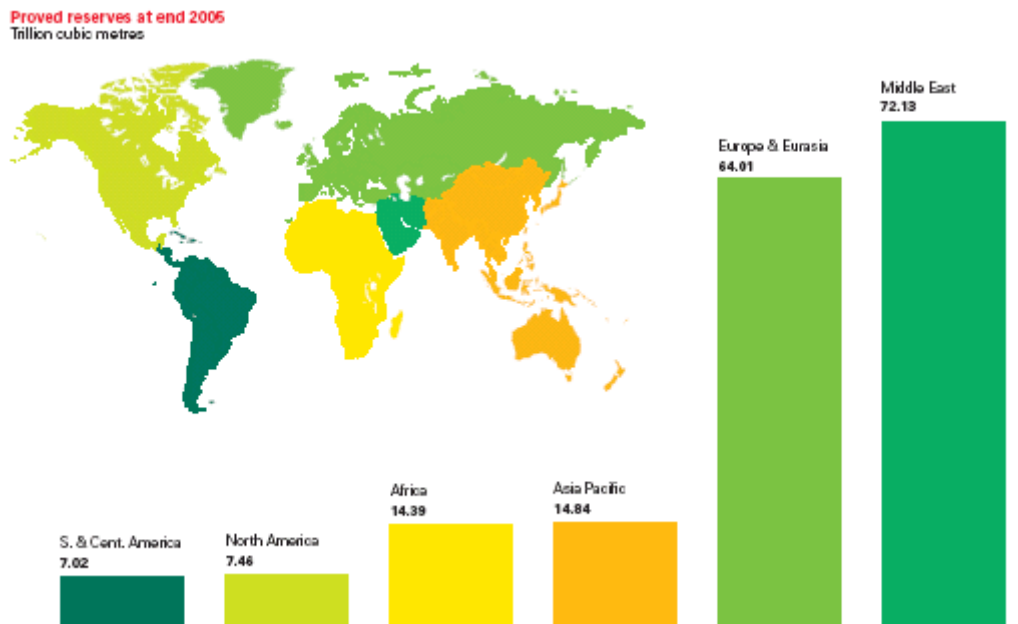 Proved reserves at end 2005
Trillion cubic metres
Middle East
72.13
Europe & Eurasia
64.01
Africa
14.39
Asia Pacific
14.84
S. & Cent. America
7.02
North America
7.46